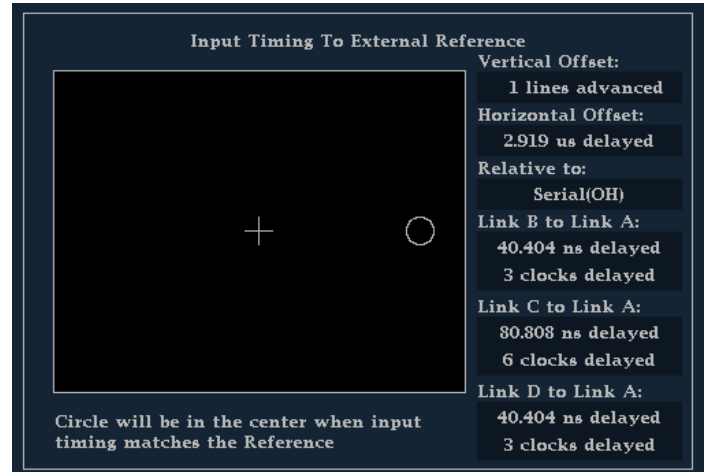 Input Timing To External Reference
Vertical Offset:
1 lines advanced
Horizontal Offset:
2.919 us delayed
Relative to:
Serial(OH)
Link B to Link A:
40.404 ns delayed
3 clocks delayed
Link C to Link A:
80.808 ns delayed
6 clocks delayed
Link D to Link A:
40.404 ns delayed
3 clocks delayed
Circle will be in the center when input
timing matches the Reference